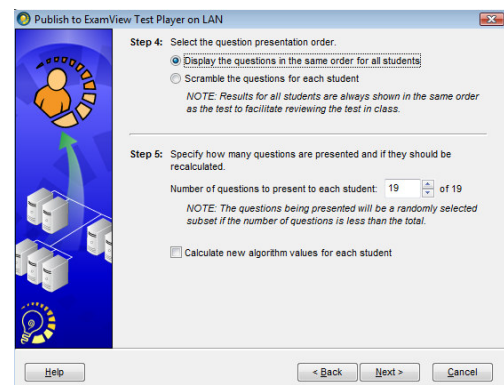 Publish to ExamView Test Player on LAN
Step 4: Select the question presentation order.
Display the questions in the same order for all students
Scramble the questions for each student
NOTE: Results for all students are always shown in the same order
as the test to facilitate reviewing the test in class.
Step 5: Specify how many questions are presented and if they should be
recalculated.
Number of questions to present to each student: 19 of 19
NOTE: The questions being presented will be a randomly selected
subset if the number of questions is less than the total.
Calculate new algorithm values for each student
Help < Back Next > Cancel